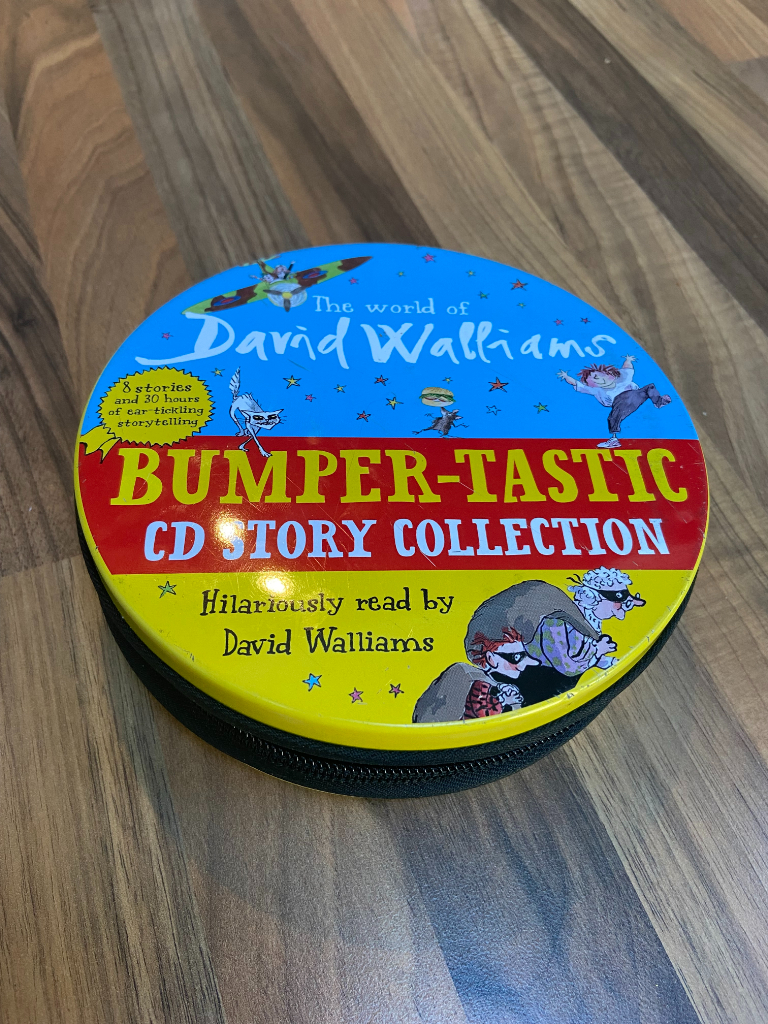 The world of
David Walliams
8 stories
and 30 hours
of ear-tickling
storytelling
BUMPER-TASTIC
CD STORY COLLECTION
Hilariously read by
David Walliams